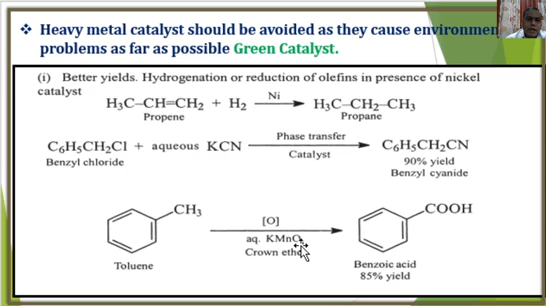 ❖ Heavy metal catalyst should be avoided as they cause
problems as far as possible Green Catalyst.
(i) Better yields. Hydrogenation or reduction of olefins in presence of nickel
catalyst
H₃C–CH=CH₂ + H₂ Ni → H₃C–CH₂–CH₃
Propene Propane
C₆H₅CH₂Cl + aqueous KCN Phase transfer Catalyst → C₆H₅CH₂CN
Benzyl chloride 90% yield
Benzyl cyanide
CH₃ COOH
[O]
aq.
Crown
Toluene Benzoic acid
85% yield